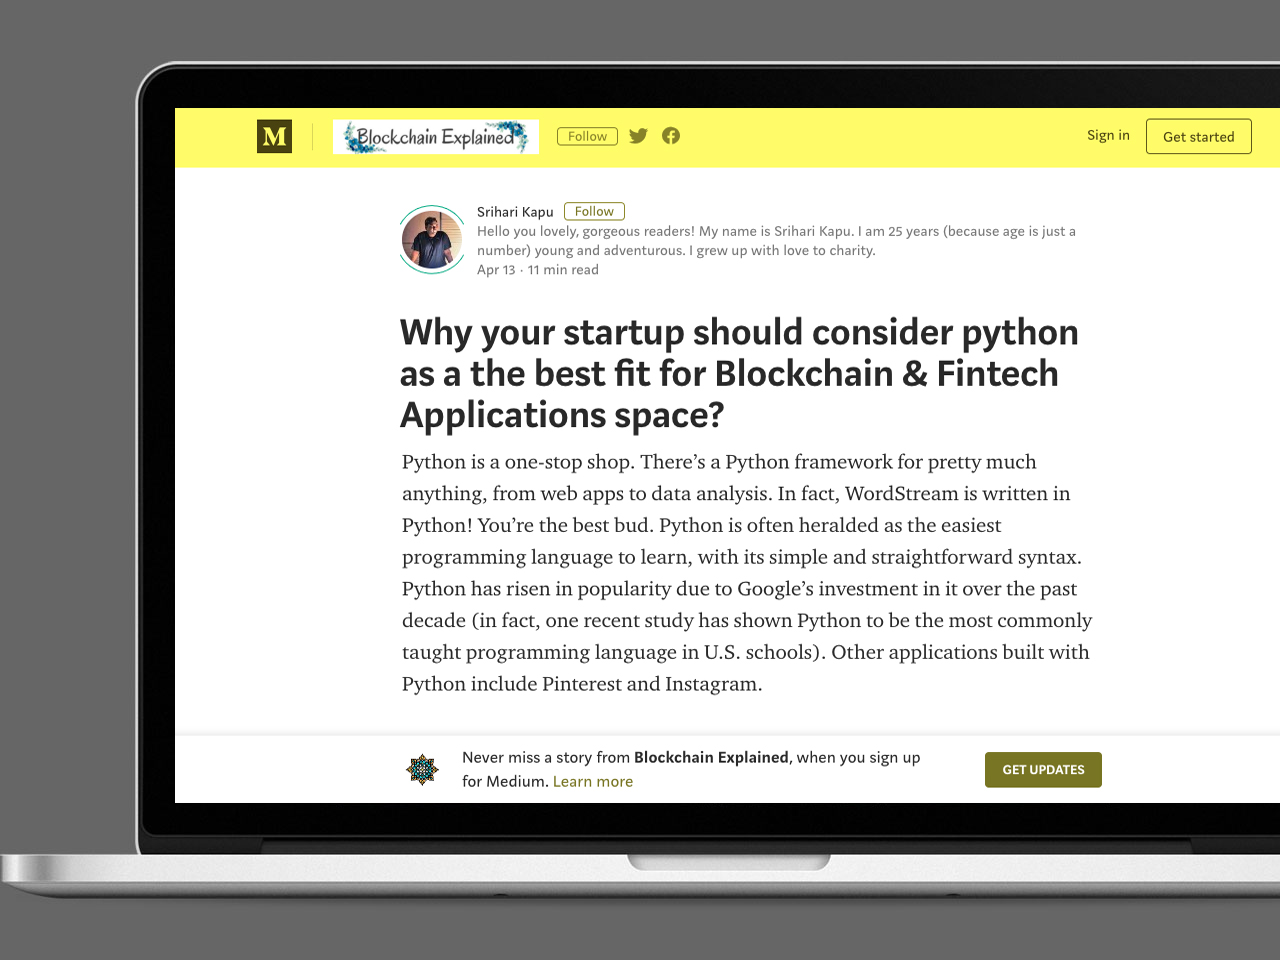 M
Blockchain Explained
Follow
Sign in
Get started
Srihari Kapu
Follow
Hello you lovely, gorgeous readers! My name is Srihari Kapu. I am 25 years (because age is just a
number) young and adventurous. I grew up with love to charity.
Apr 13 · 11 min read
Why your startup should consider python
as a the best fit for Blockchain & Fintech
Applications space?
Python is a one-stop shop. There’s a Python framework for pretty much
anything, from web apps to data analysis. In fact, WordStream is written in
Python! You’re the best bud. Python is often heralded as the easiest
programming language to learn, with its simple and straightforward syntax.
Python has risen in popularity due to Google’s investment in it over the past
decade (in fact, one recent study has shown Python to be the most commonly
taught programming language in U.S. schools). Other applications built with
Python include Pinterest and Instagram.
Never miss a story from Blockchain Explained, when you sign up
for Medium. Learn more
GET UPDATES